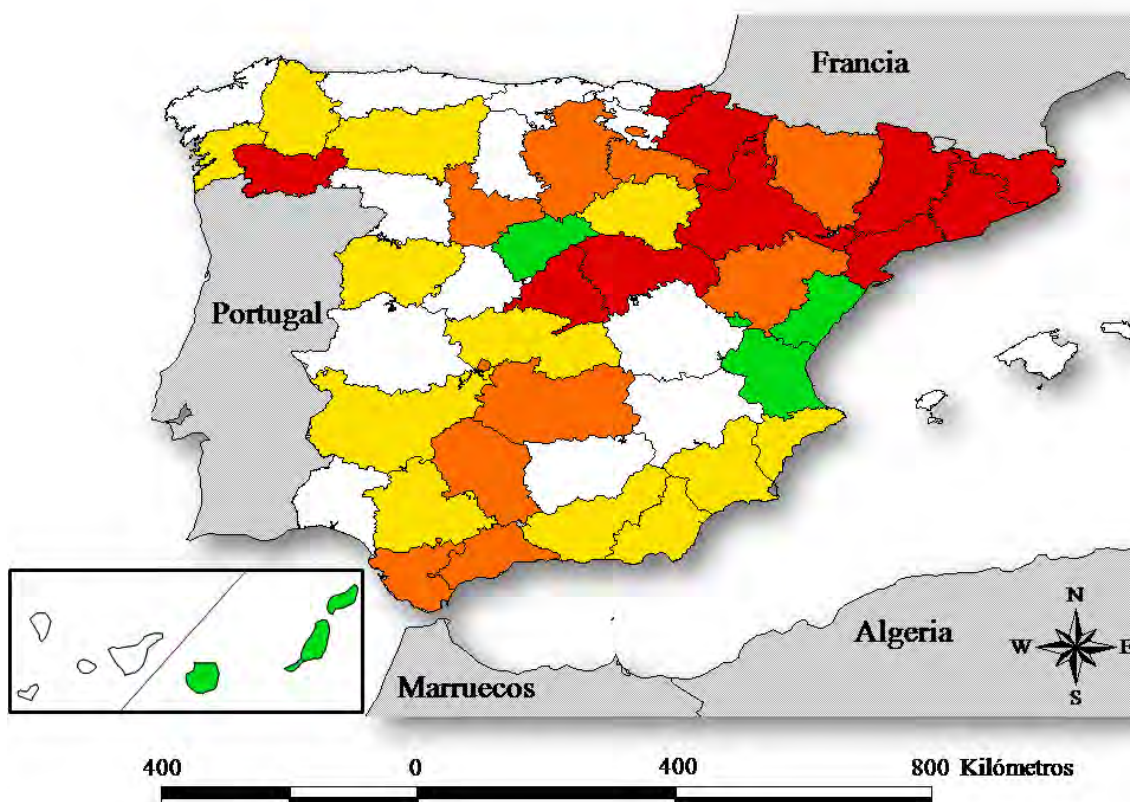 Francia
Portugal
Algeria
Marruecos
N
W E
S
400 0 400 800 Kilómetros